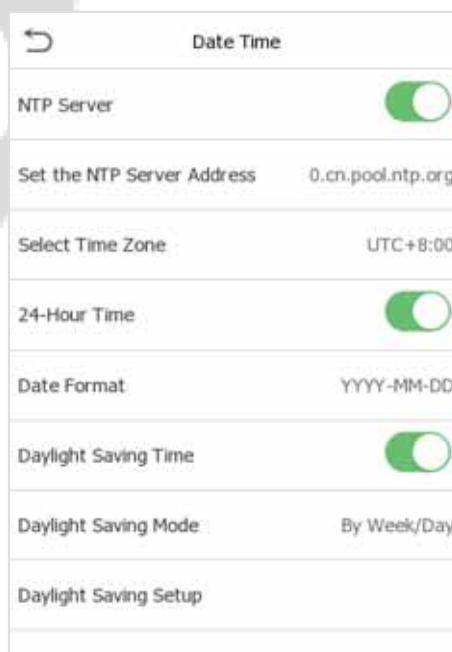 Date Time
NTP Server
Set the NTP Server Address 0.cn.pool.ntp.org
Select Time Zone UTC+8:00
24-Hour Time
Date Format YYYY-MM-DD
Daylight Saving Time
Daylight Saving Mode By Week/Day
Daylight Saving Setup